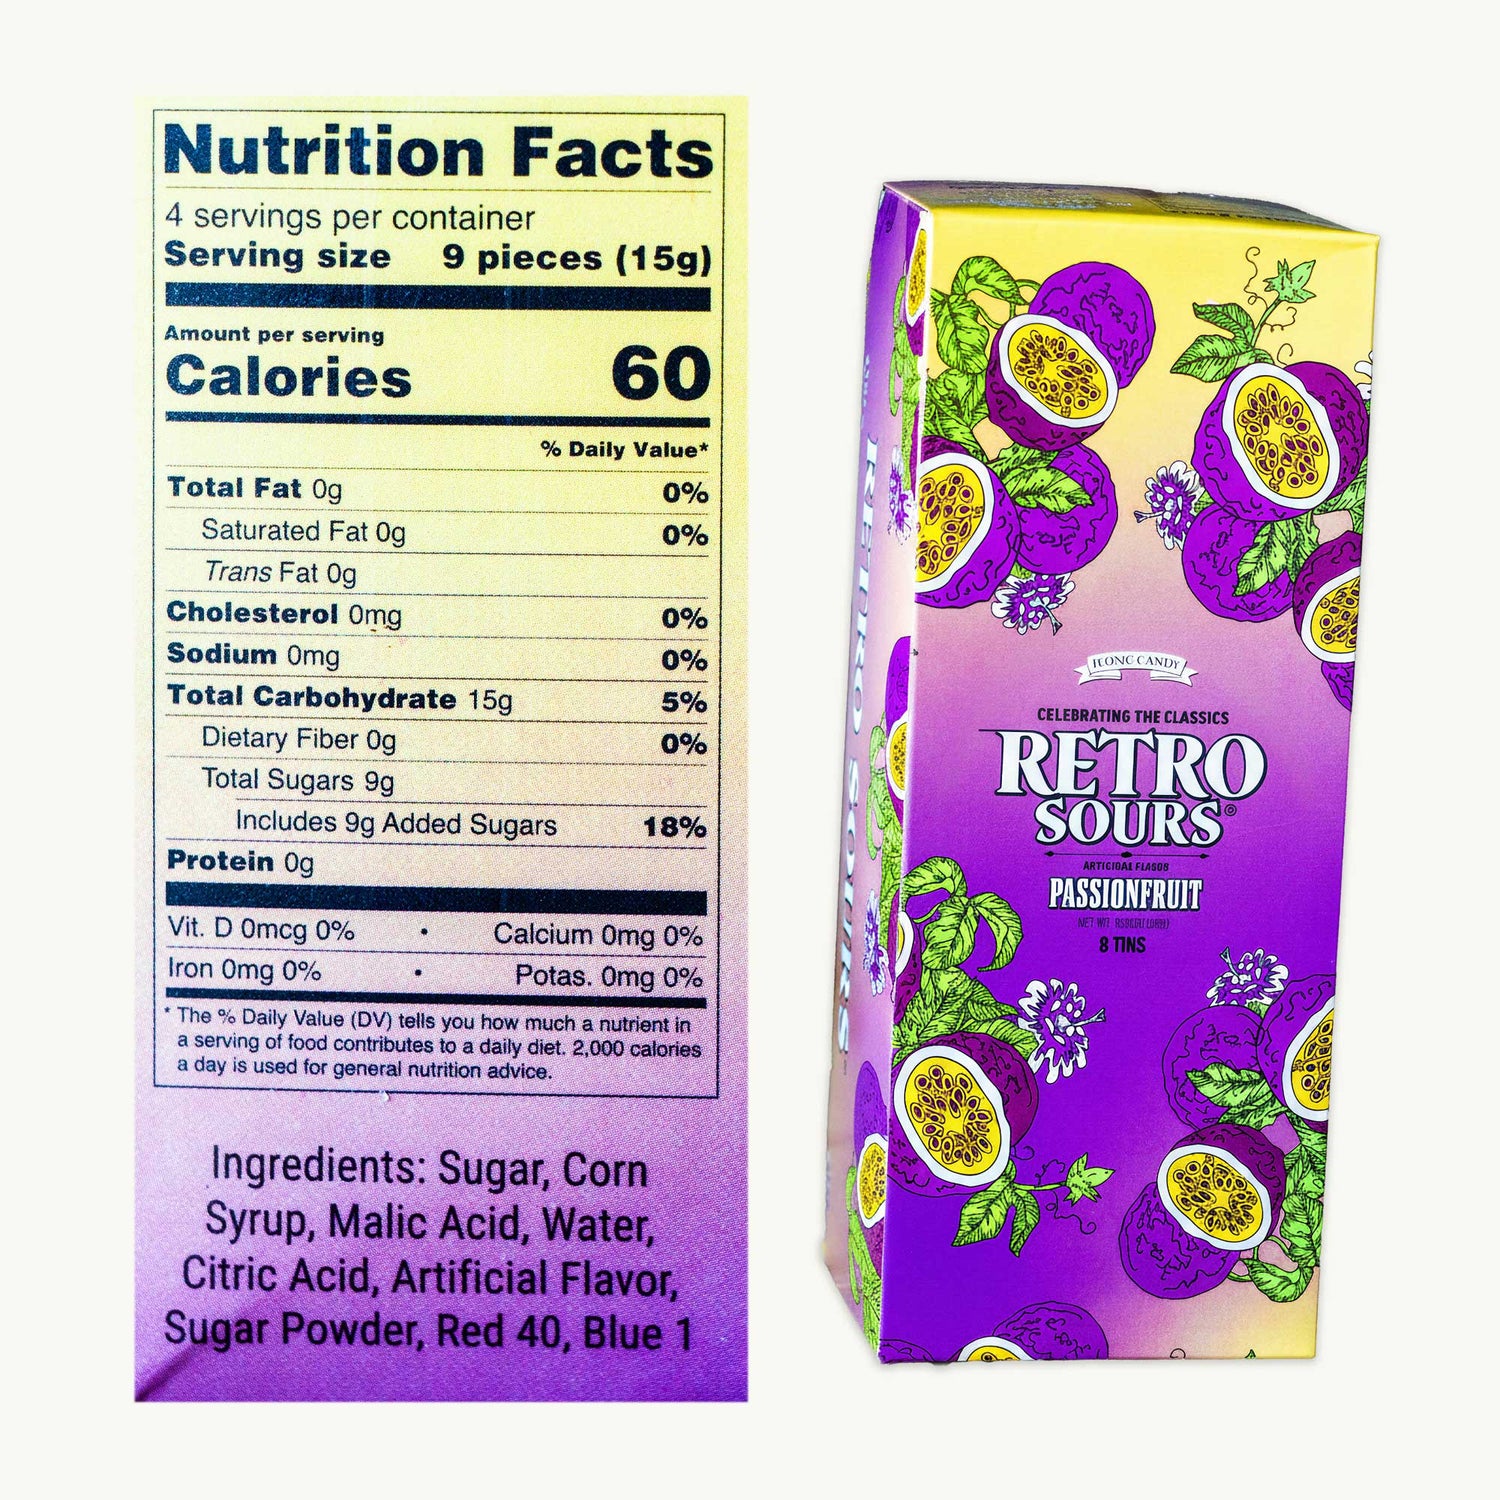 Nutrition Facts
4 servings per container
Serving size 9 pieces (15g)
Amount per serving
Calories 60
% Daily Value*
Total Fat 0g 0%
Saturated Fat 0g 0%
Trans Fat 0g
Cholesterol 0mg 0%
Sodium 0mg 0%
Total Carbohydrate 15g 5%
Dietary Fiber 0g 0%
Total Sugars 9g
Includes 9g Added Sugars 18%
Protein 0g
Vit. D 0mcg 0% • Calcium 0mg 0%
Iron 0mg 0% • Potas. 0mg 0%
* The % Daily Value (DV) tells you how much a nutrient in
a serving of food contributes to a daily diet. 2,000 calories
a day is used for general nutrition advice.
Ingredients: Sugar, Corn
Syrup, Malic Acid, Water,
Citric Acid, Artificial Flavor,
Sugar Powder, Red 40, Blue 1
CANDY
CELEBRATING THE CLASSICS
RETRO
SOURS
PASSIONFRUIT
NET WT
8 TINS
RETRO SOURS